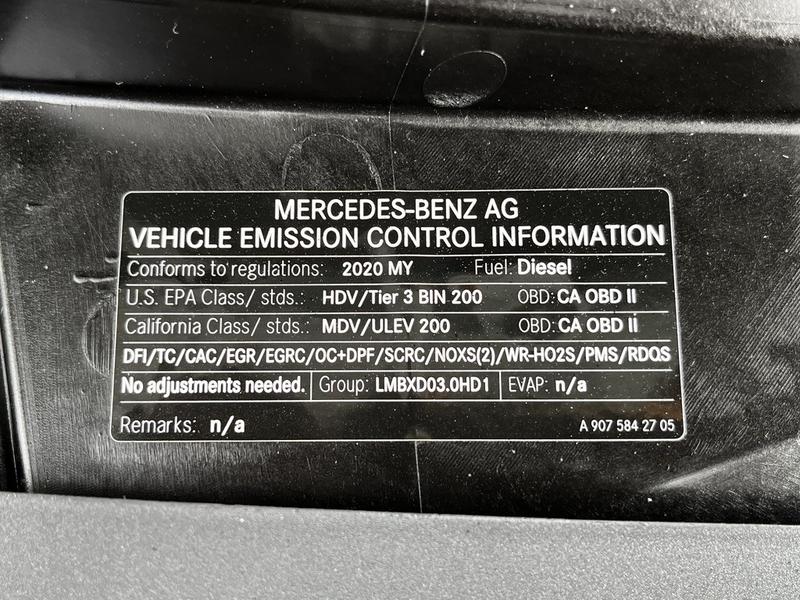 MERCEDES-BENZ AG
VEHICLE EMISSION CONTROL INFORMATION
Conforms to regulations: 2020 MY Fuel: Diesel
U.S. EPA Class/ stds.: HDV/Tier 3 BIN 200 OBD: CA OBD II
California Class/ stds.: MDV/ULEV 200 OBD: CA OBD II
DFI/TC/CAC/EGR/EGRC/OC+DPF/SCRC/NOXS(2)/WR-HO2S/PMS/RDQS
No adjustments needed. Group: LMBXD03.0HD1 EVAP: n/a
Remarks: n/a A 907 584 27 05